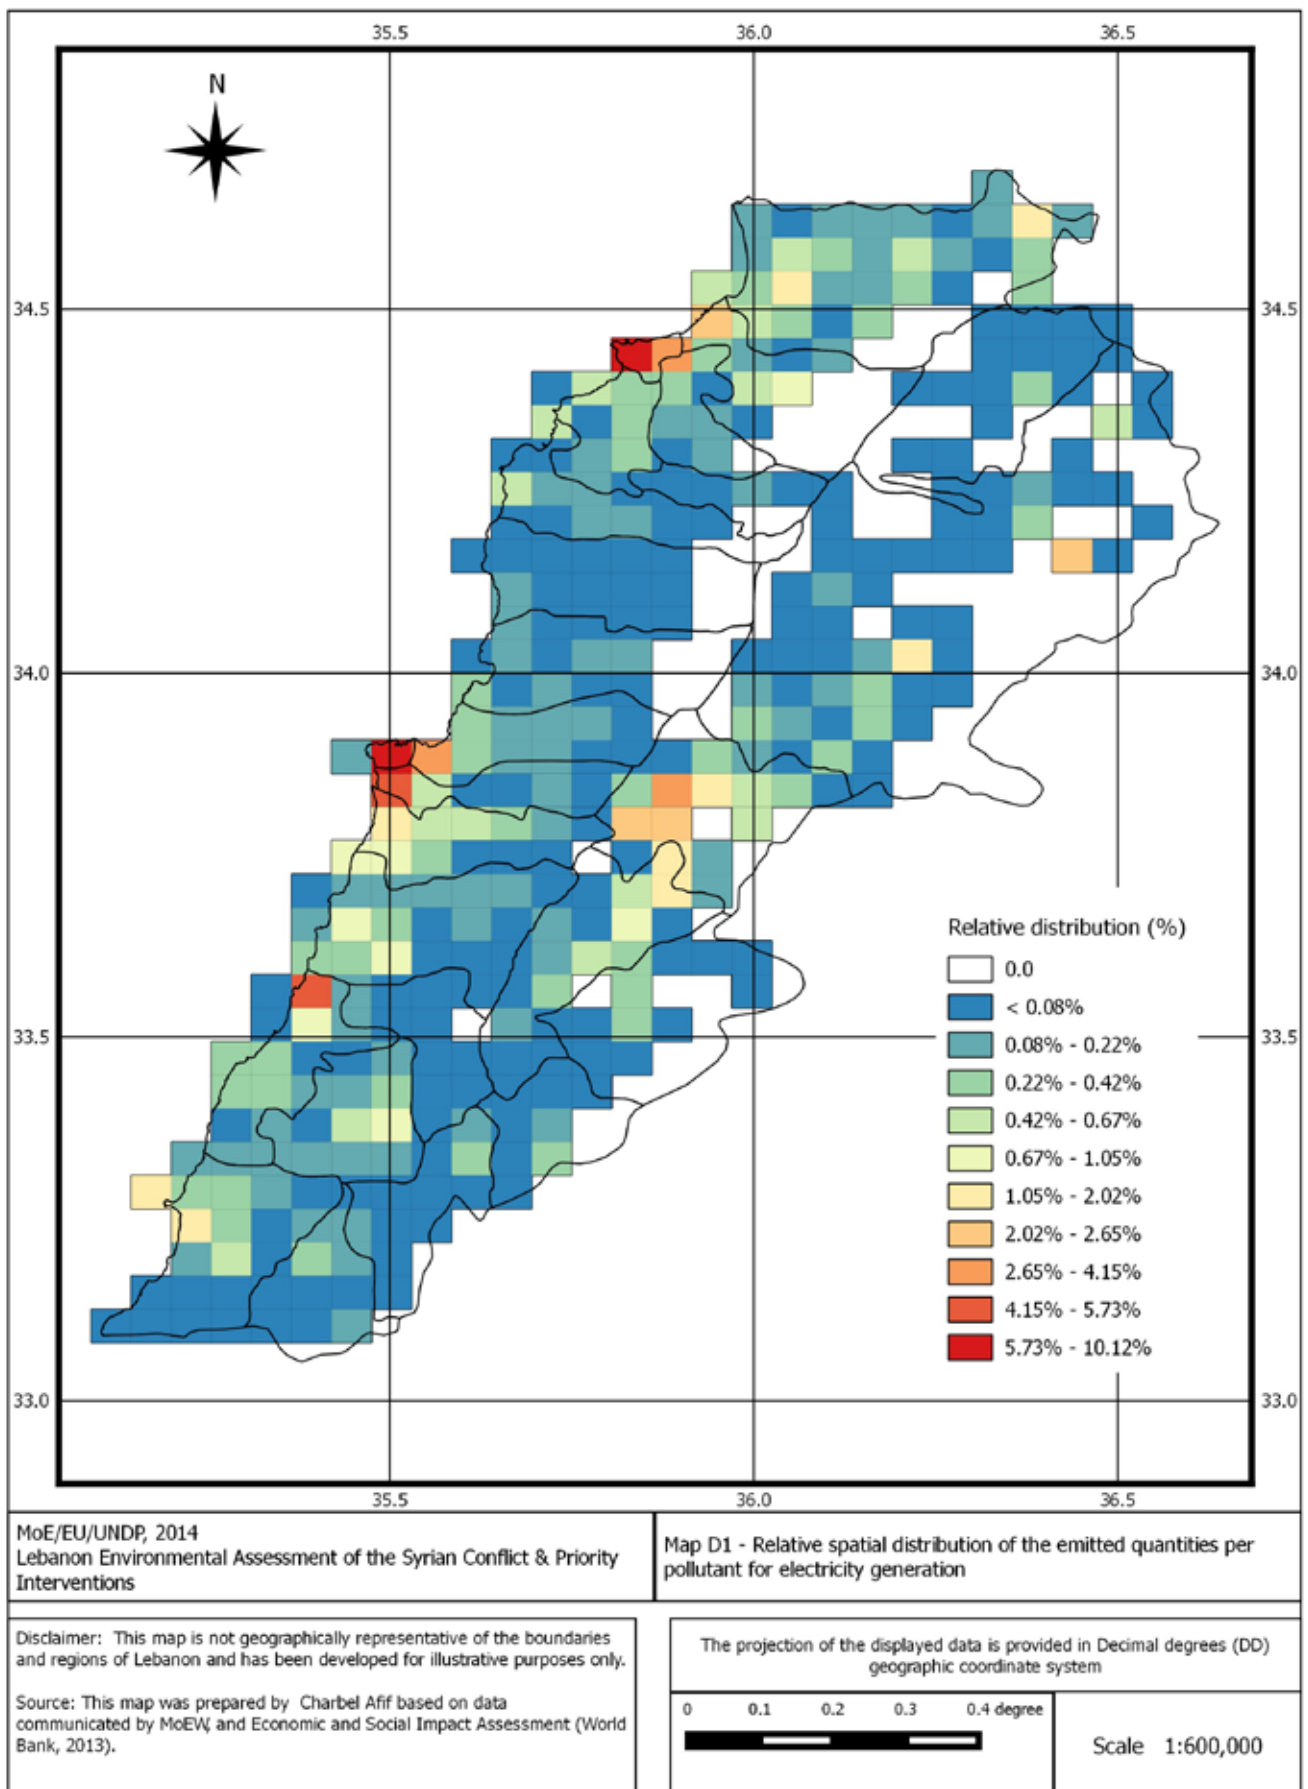 35.5
36.0
36.5
N
34.5
34.5
34.0
34.0
33.5
33.5
33.0
33.0
Relative distribution (%)
0.0
< 0.08%
0.08% - 0.22%
0.22% - 0.42%
0.42% - 0.67%
0.67% - 1.05%
1.05% - 2.02%
2.02% - 2.65%
2.65% - 4.15%
4.15% - 5.73%
5.73% - 10.12%
35.5
36.0
36.5
MoE/EU/UNDP, 2014
Lebanon Environmental Assessment of the Syrian Conflict & Priority
Interventions
Map D1 - Relative spatial distribution of the emitted quantities per
pollutant for electricity generation
Disclaimer: This map is not geographically representative of the boundaries
and regions of Lebanon and has been developed for illustrative purposes only.
Source: This map was prepared by Charbel Afif based on data
communicated by MoEW, and Economic and Social Impact Assessment (World
Bank, 2013).
The projection of the displayed data is provided in Decimal degrees (DD)
geographic coordinate system
0 0.1 0.2 0.3 0.4 degree
Scale 1:600,000